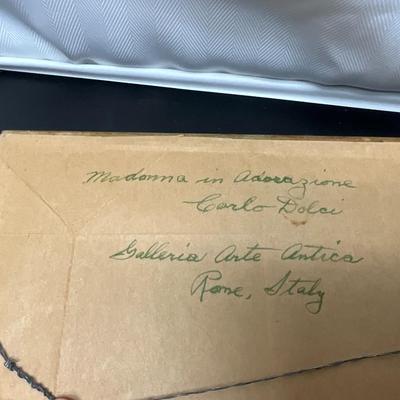 Madonna in Adorazione
Carlo Dolci
Galleria Arte Antica
Rome, Italy